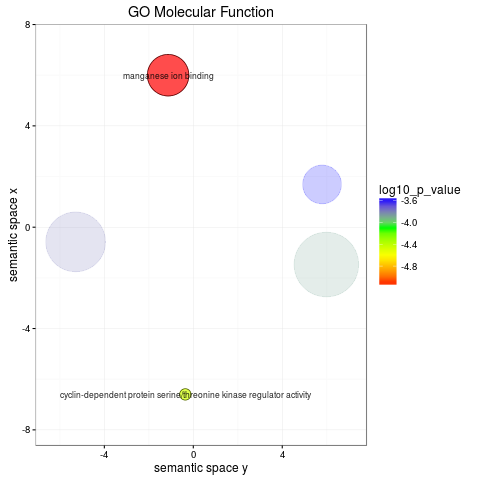 GO Molecular Function
8
4
0
-4
-8
semantic space x
manganese ion binding
cyclin-dependent protein serine/threonine kinase regulator activity
-4
0
4
semantic space y
log10_p_value
-3.6
-4.0
-4.4
-4.8